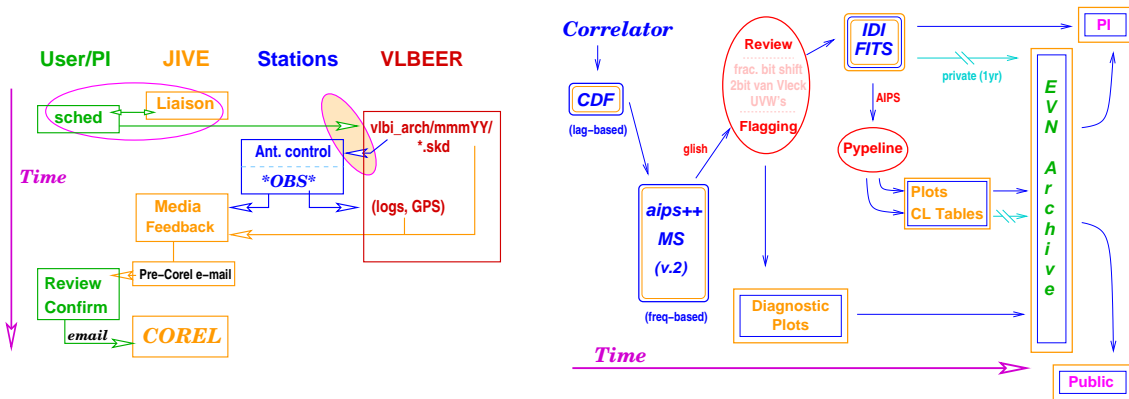 User/PI
JIVE
Stations
VLBEER
Liaison
sched
vlbi_arch/mmmYY/
*.skd
Ant. control
*OBS*
Time
(logs, GPS)
Media
Feedback
Pre-Corel e-mail
Review
Confirm
email
COREL
Correlator
CDF
(lag-based)
glish
aips++
MS
(v.2)
(freq-based)
Review
frac. bit shift
2bit van Vleck
UVW's
Flagging
IDI
FITS
private (1yr)
AIPS
Pypeline
Plots
CL Tables
Diagnostic
Plots
EVN Archive
PI
Public
Time